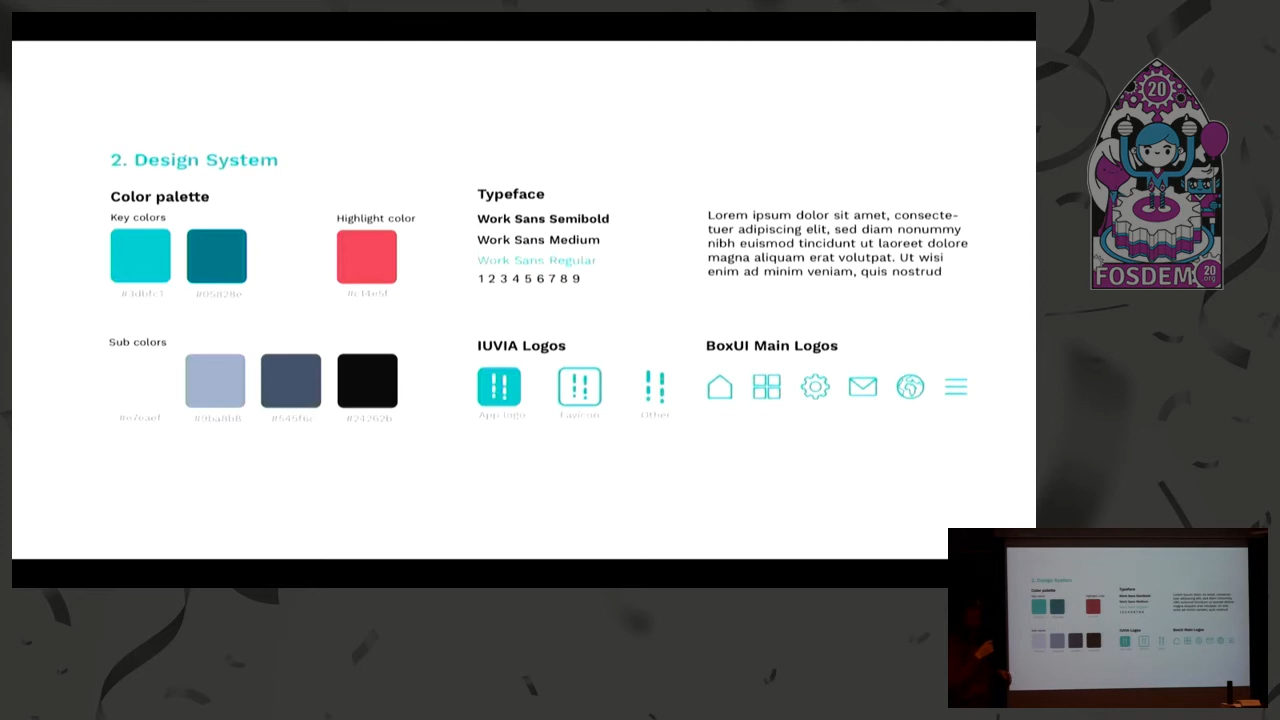 2. Design System
Color palette
Key colors
Highlight color
#3dbfc1
#05828e
Sub colors
#e7eaef
#9ba8b8
#545f6c
Typeface
Work Sans Semibold
Work Sans Medium
Work Sans Regular
1 2 3 4 5 6 7 8 9
Lorem ipsum dolor sit amet, consecte-
tuer adipiscing elit, sed diam nonummy
nibh euismod tincidunt ut laoreet dolore
magna aliquam erat volutpat. Ut wisi
enim ad minim veniam, quis nostrud
IUVIA Logos
App logo
Favicon
Other
BoxUI Main Logos
20
FOSDEM
20
.org